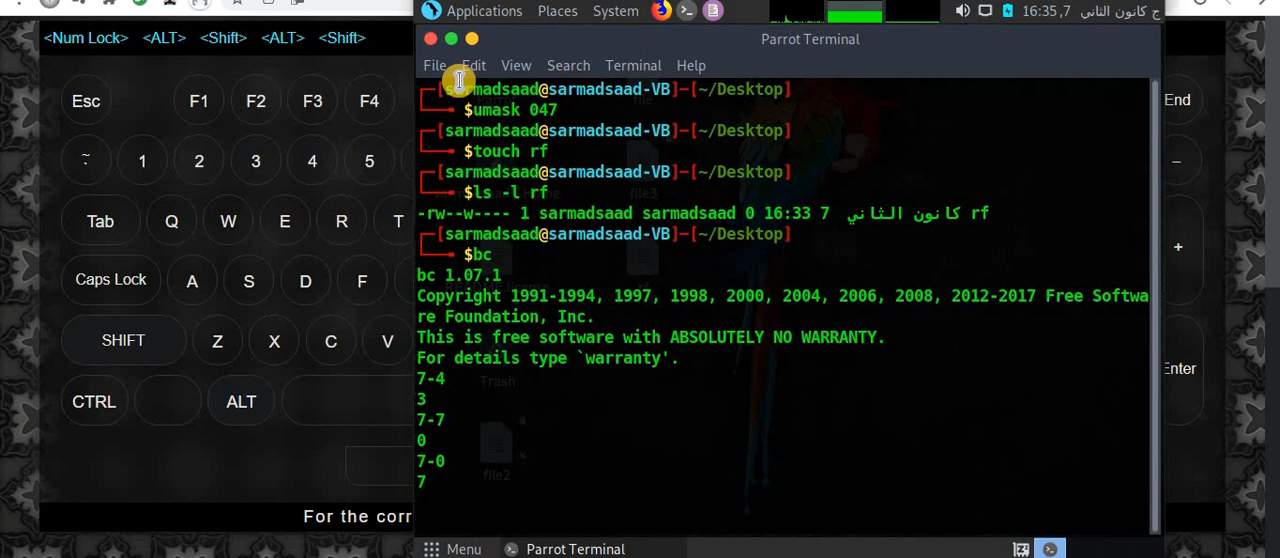 <Num Lock> <ALT> <Shift> <ALT> <Shift>
Esc F1 F2 F3 F4
~ 1 2 3 4 5
Tab Q W E R T
Caps Lock A S D F
SHIFT Z X C V
CTRL ALT
For the corr
End
−
+
Enter
Applications Places System
ج كانون الثاني 7, 16:35
Parrot Terminal
File Edit View Search Terminal Help
┌─[sarmadsaad@sarmadsaad-VB]─[~/Desktop]
└──╼ $umask 047
┌─[sarmadsaad@sarmadsaad-VB]─[~/Desktop]
└──╼ $touch rf
┌─[sarmadsaad@sarmadsaad-VB]─[~/Desktop]
└──╼ $ls -l rf
-rw--w---- 1 sarmadsaad sarmadsaad 0 16:33 7 كانون الثاني rf
┌─[sarmadsaad@sarmadsaad-VB]─[~/Desktop]
└──╼ $bc
bc 1.07.1
Copyright 1991-1994, 1997, 1998, 2000, 2004, 2006, 2008, 2012-2017 Free Softwa
re Foundation, Inc.
This is free software with ABSOLUTELY NO WARRANTY.
For details type `warranty'.
7-4
3
7-7
0
7-0
7
file
file3
Trash
file2
Menu Parrot Terminal